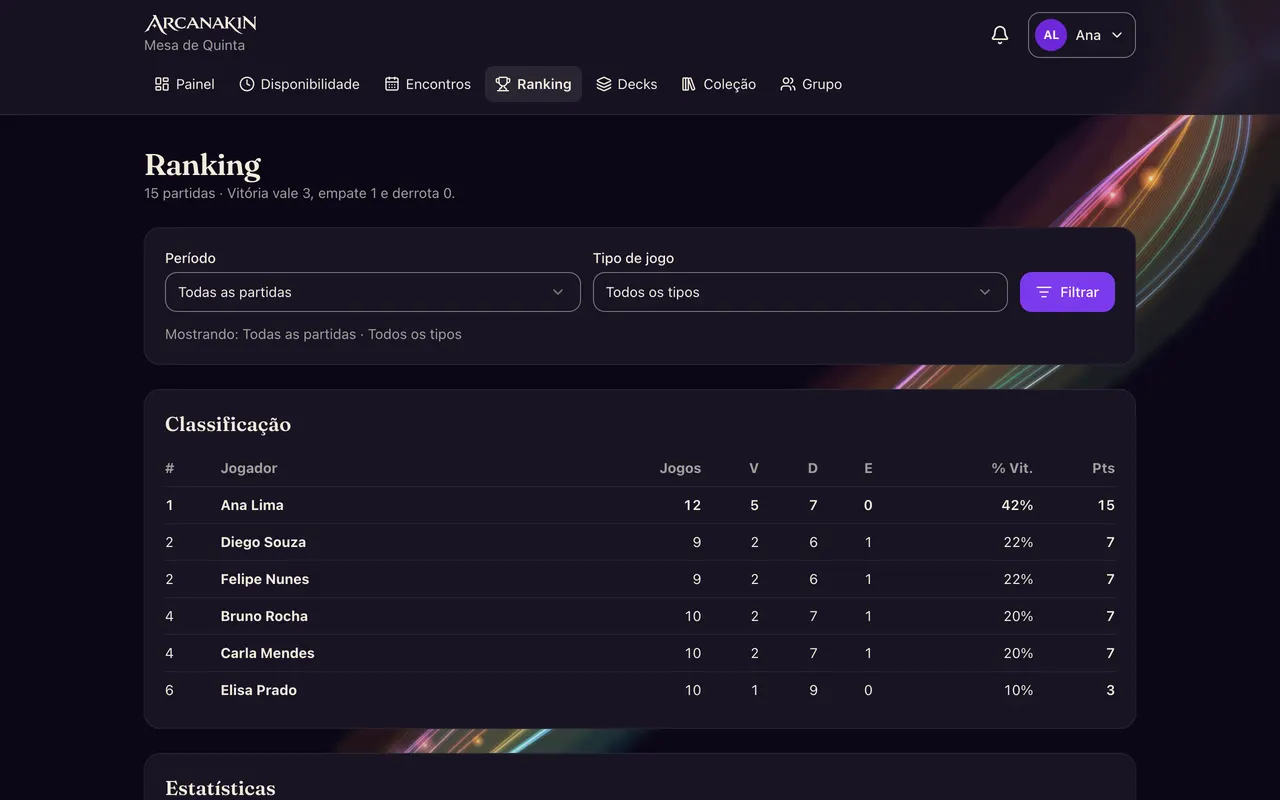 ARCANAKIN
Mesa de Quinta
AL Ana
Painel Disponibilidade Encontros Ranking Decks Coleção Grupo
Ranking
15 partidas · Vitória vale 3, empate 1 e derrota 0.
Período Tipo de jogo
Todas as partidas Todos os tipos Filtrar
Mostrando: Todas as partidas · Todos os tipos
Classificação
# Jogador Jogos V D E % Vit. Pts
1 Ana Lima 12 5 7 0 42% 15
2 Diego Souza 9 2 6 1 22% 7
2 Felipe Nunes 9 2 6 1 22% 7
4 Bruno Rocha 10 2 7 1 20% 7
4 Carla Mendes 10 2 7 1 20% 7
6 Elisa Prado 10 1 9 0 10% 3
Estatísticas